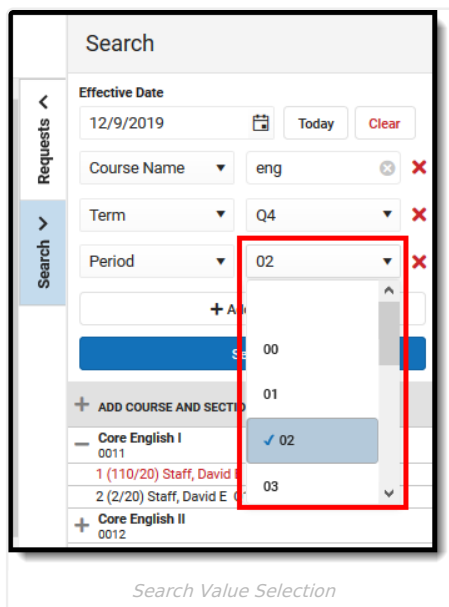 Search
Effective Date
12/9/2019 Today Clear
Requests
Course Name eng
Term Q4
Search
Period 02
00
01
ADD COURSE AND
02
Core English I
0011
1 (110/20) Staff, David
03
2 (2/20) Staff, David E
Core English II
0012
Search Value Selection